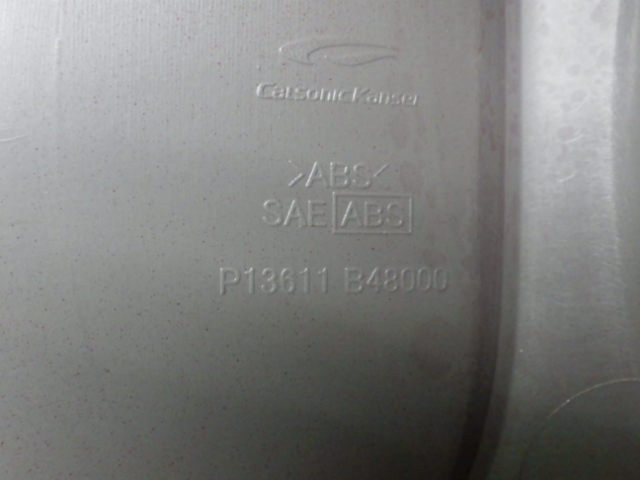 CalsonicKansei
>ABS<
SAE ABS
P13611 B48000